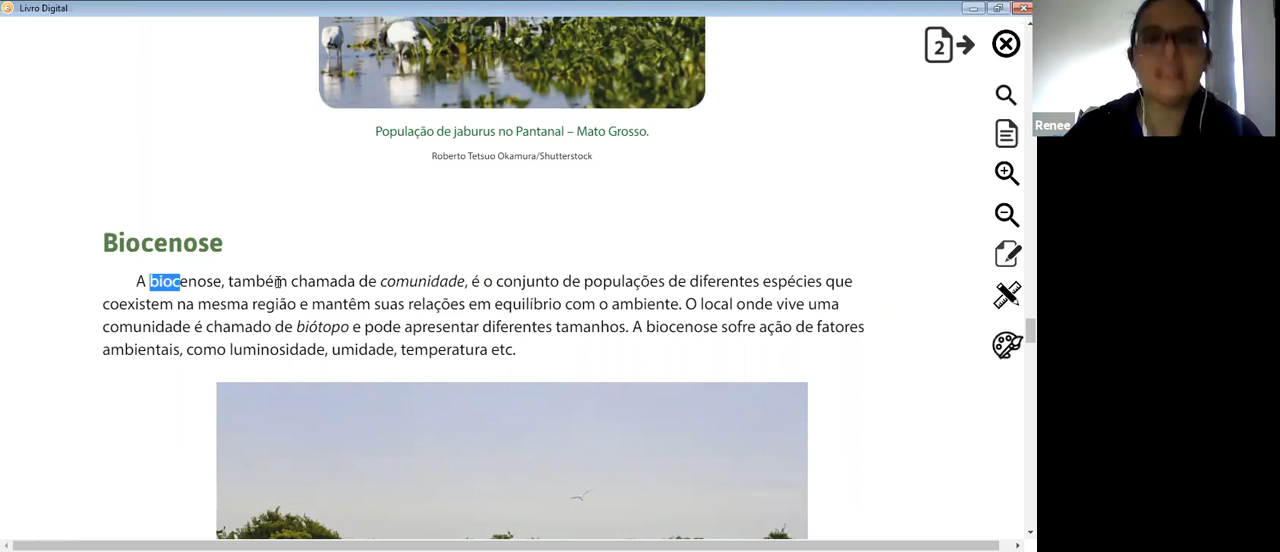 Livro Digital
2
Renee
População de jaburus no Pantanal – Mato Grosso.
Roberto Tetsuo Okamura/Shutterstock
Biocenose
A biocenose, também chamada de comunidade, é o conjunto de populações de diferentes espécies que
coexistem na mesma região e mantêm suas relações em equilíbrio com o ambiente. O local onde vive uma
comunidade é chamado de biótopo e pode apresentar diferentes tamanhos. A biocenose sofre ação de fatores
ambientais, como luminosidade, umidade, temperatura etc.